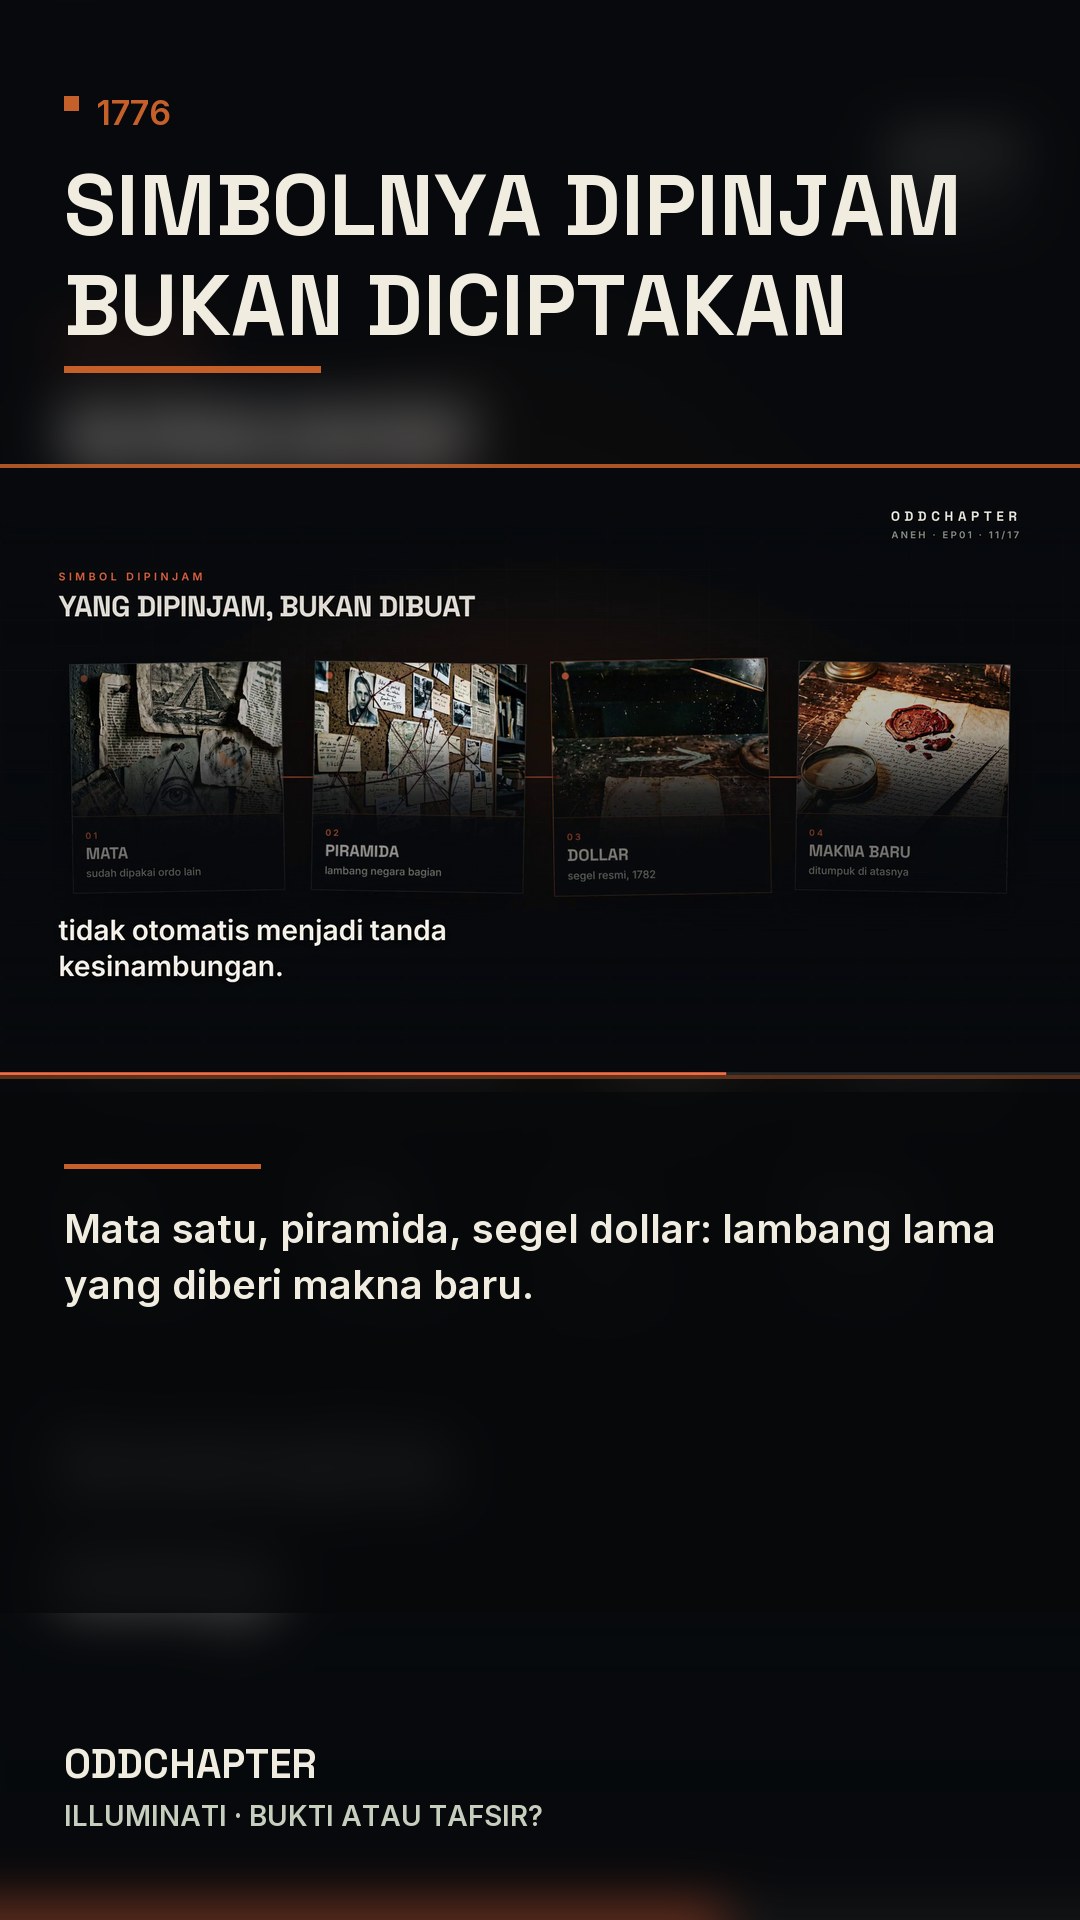 1776
SIMBOLNYA DIPINJAM
BUKAN DICIPTAKAN
ODDCHAPTER
ANEH · EP01 · 11/17
SIMBOL DIPINJAM
YANG DIPINJAM, BUKAN DIBUAT
01
MATA
sudah dipakai ordo lain
02
PIRAMIDA
lambang negara bagian
03
DOLLAR
segel resmi, 1782
04
MAKNA BARU
ditumpuk di atasnya
tidak otomatis menjadi tanda
kesinambungan.
Mata satu, piramida, segel dollar: lambang lama
yang diberi makna baru.
ODDCHAPTER
ILLUMINATI · BUKTI ATAU TAFSIR?